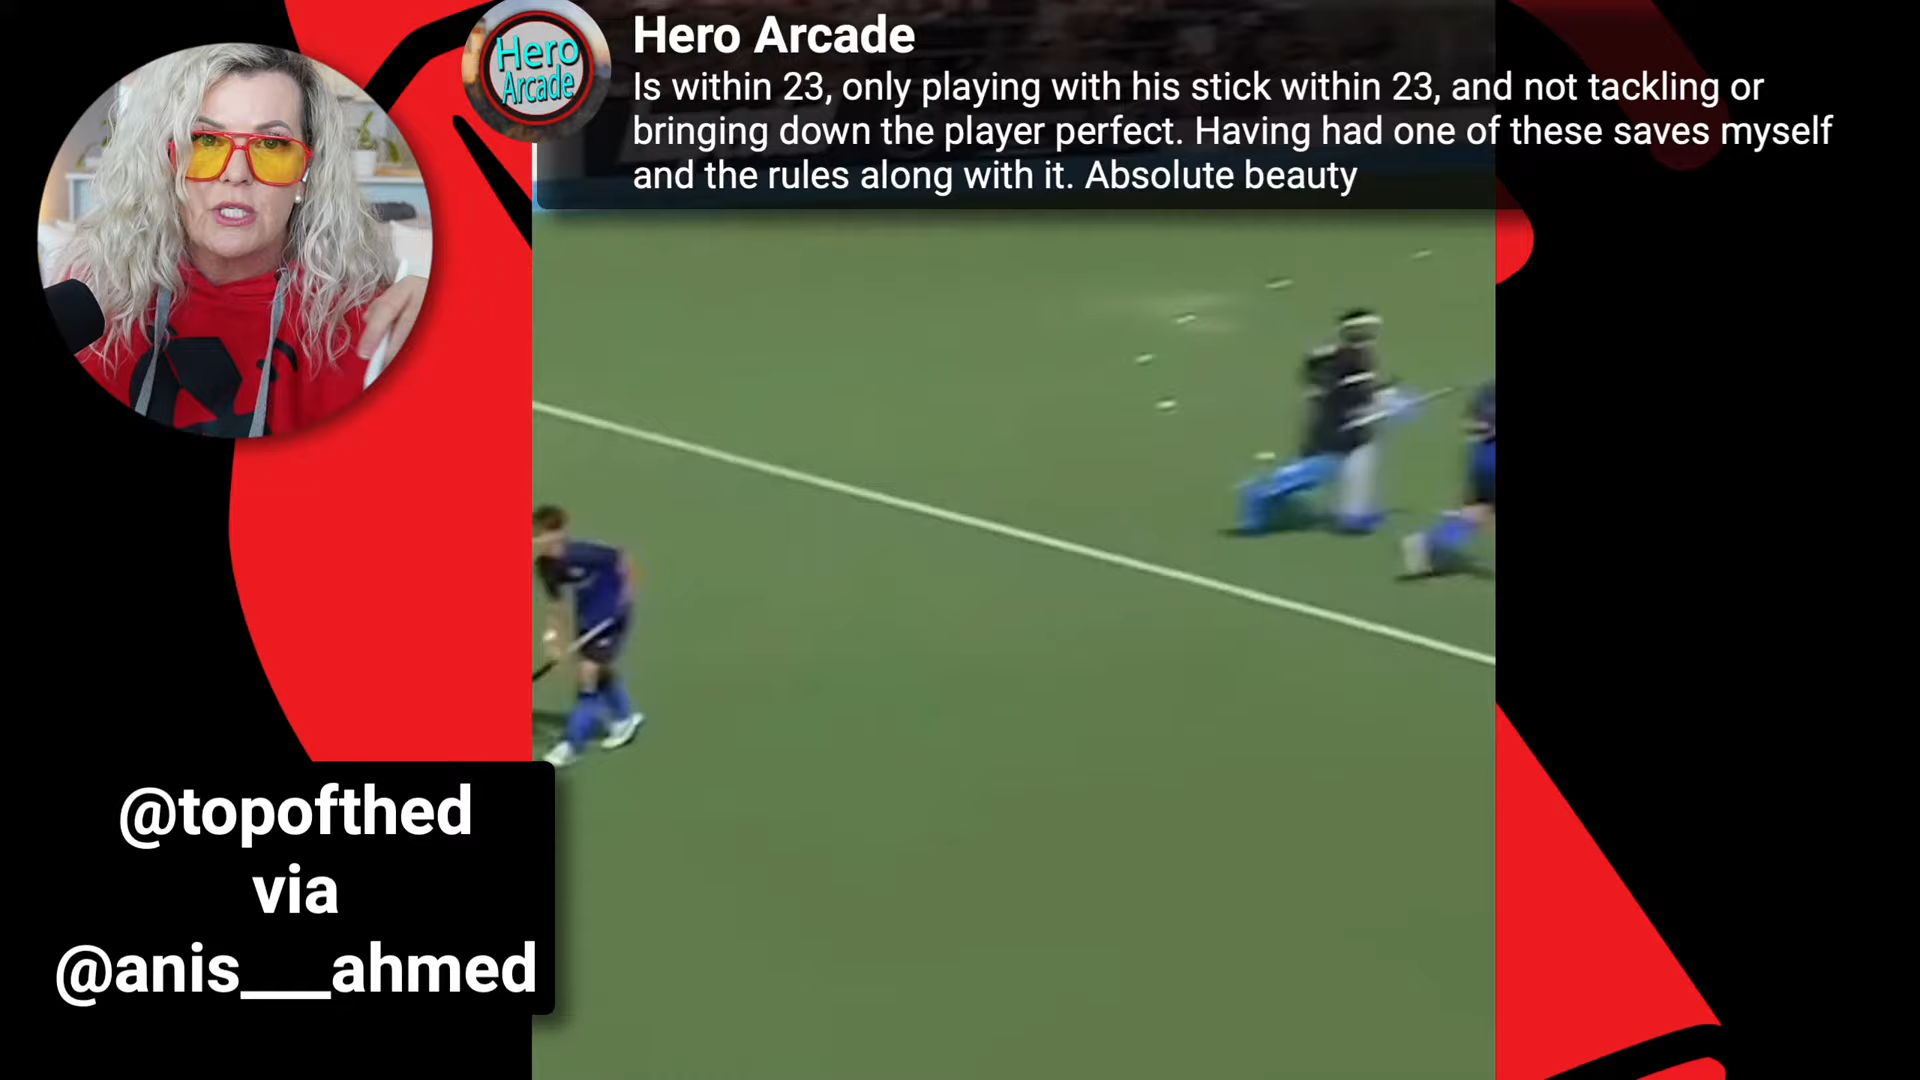 Hero
Arcade
Hero Arcade
Is within 23, only playing with his stick within 23, and not tackling or
bringing down the player perfect. Having had one of these saves myself
and the rules along with it. Absolute beauty
@topofthed
via
@anis___ahmed